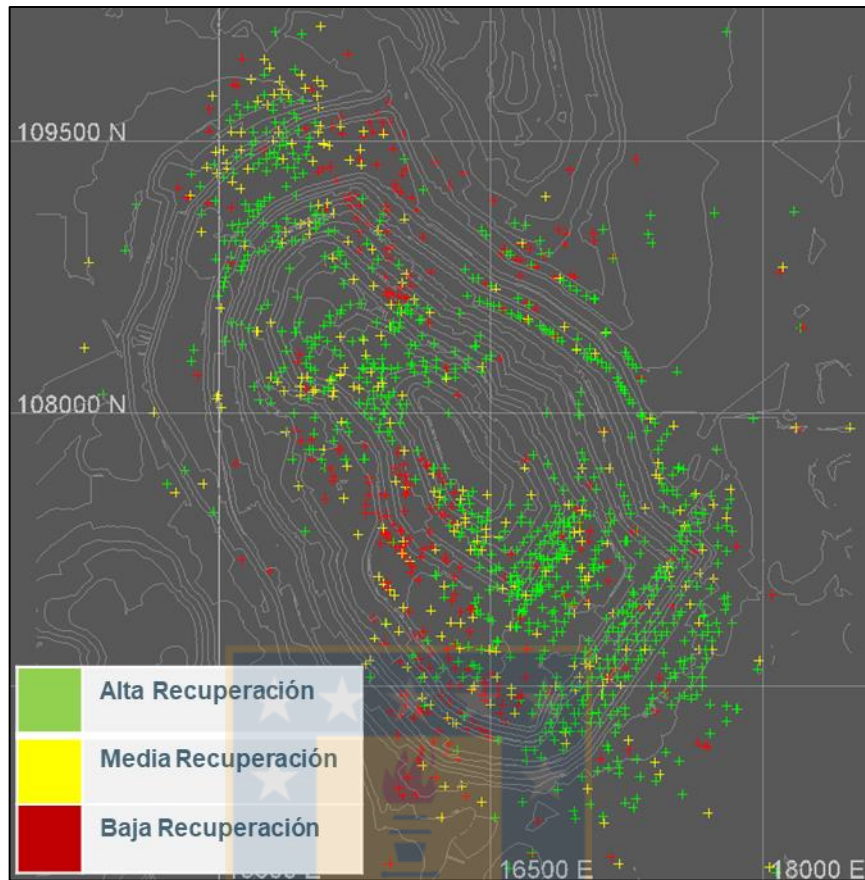 109500 N
108000 N
Alta Recuperación
Media Recuperación
Baja Recuperación
16500 E
18000 E